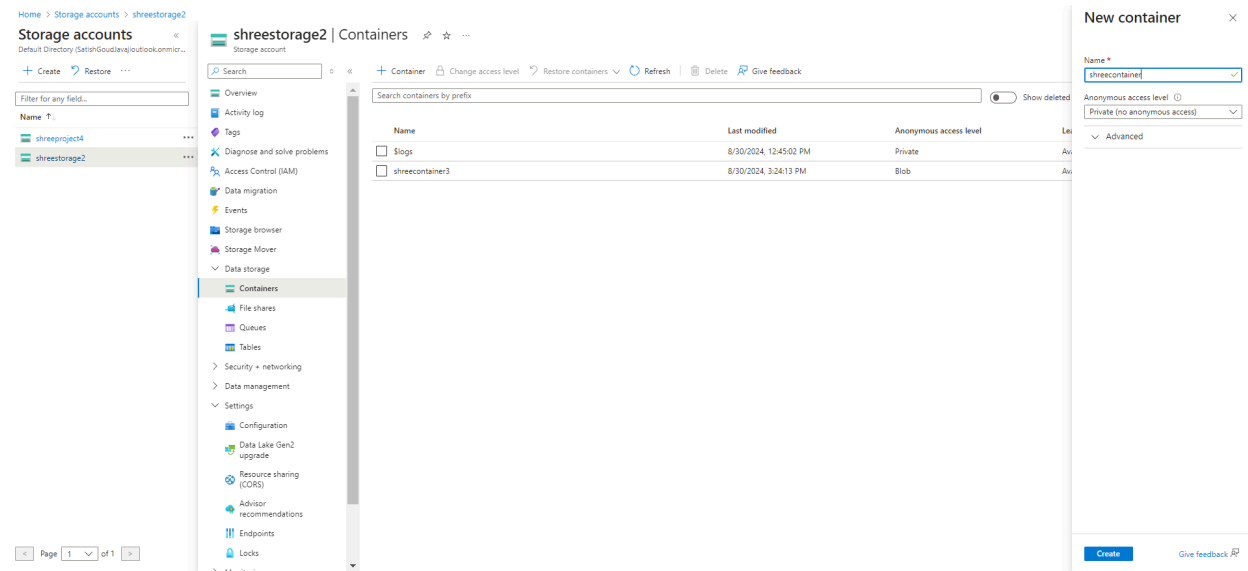 Home > Storage accounts > shreestorage2
Storage accounts «
Default Directory (SatishGoudJavajioutlook.onmicr...
+ Create Restore ...
Filter for any field...
Name ↑
shreeproject4 ...
shreestorage2 ...
< Page 1 of 1 >
shreestorage2 | Containers ...
Storage account
Search «
Overview
Activity log
Tags
Diagnose and solve problems
Access Control (IAM)
Data migration
Events
Storage browser
Storage Mover
Data storage
Containers
File shares
Queues
Tables
Security + networking
Data management
Settings
Configuration
Data Lake Gen2
upgrade
Resource sharing
(CORS)
Advisor
recommendations
Endpoints
Locks
+ Container Change access level Restore containers Refresh Delete Give feedback
Search containers by prefix Show deleted
Name Last modified Anonymous access level
$logs 8/30/2024, 12:45:02 PM Private
shreecontainer3 8/30/2024, 3:24:13 PM Blob
New container
Name *
shreecontainer
Anonymous access level
Private (no anonymous access)
Advanced
Create Give feedback